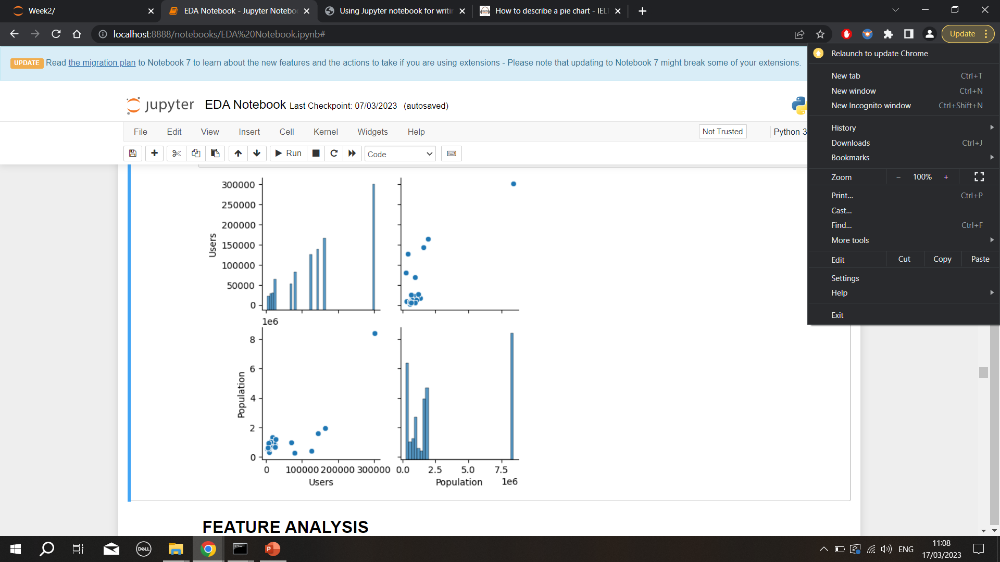 Week2/
EDA Notebook - Jupyter Notebo
Using Jupyter notebook for writin
How to describe a pie chart - IELT
localhost:8888/notebooks/EDA%20Notebook.ipynb#
Update
UPDATE Read the migration plan to Notebook 7 to learn about the new features and the actions to take if you are using extensions - Please note that updating to Notebook 7 might break some of your extensions.
jupyter EDA Notebook Last Checkpoint: 07/03/2023 (autosaved)
File Edit View Insert Cell Kernel Widgets Help
Not Trusted Python 3
Run Code
Relaunch to update Chrome
New tab Ctrl+T
New window Ctrl+N
New Incognito window Ctrl+Shift+N
History
Downloads Ctrl+J
Bookmarks
Zoom − 100% +
Print... Ctrl+P
Cast...
Find... Ctrl+F
More tools
Edit Cut Copy Paste
Settings
Help
Exit
300000
250000
200000
150000
100000
50000
0
Users
1e6
8
6
4
2
0
Population
0 100000 200000 300000
Users
0.0 2.5 5.0 7.5
Population 1e6
FEATURE ANALYSIS
DELL
P
ENG
11:08
17/03/2023